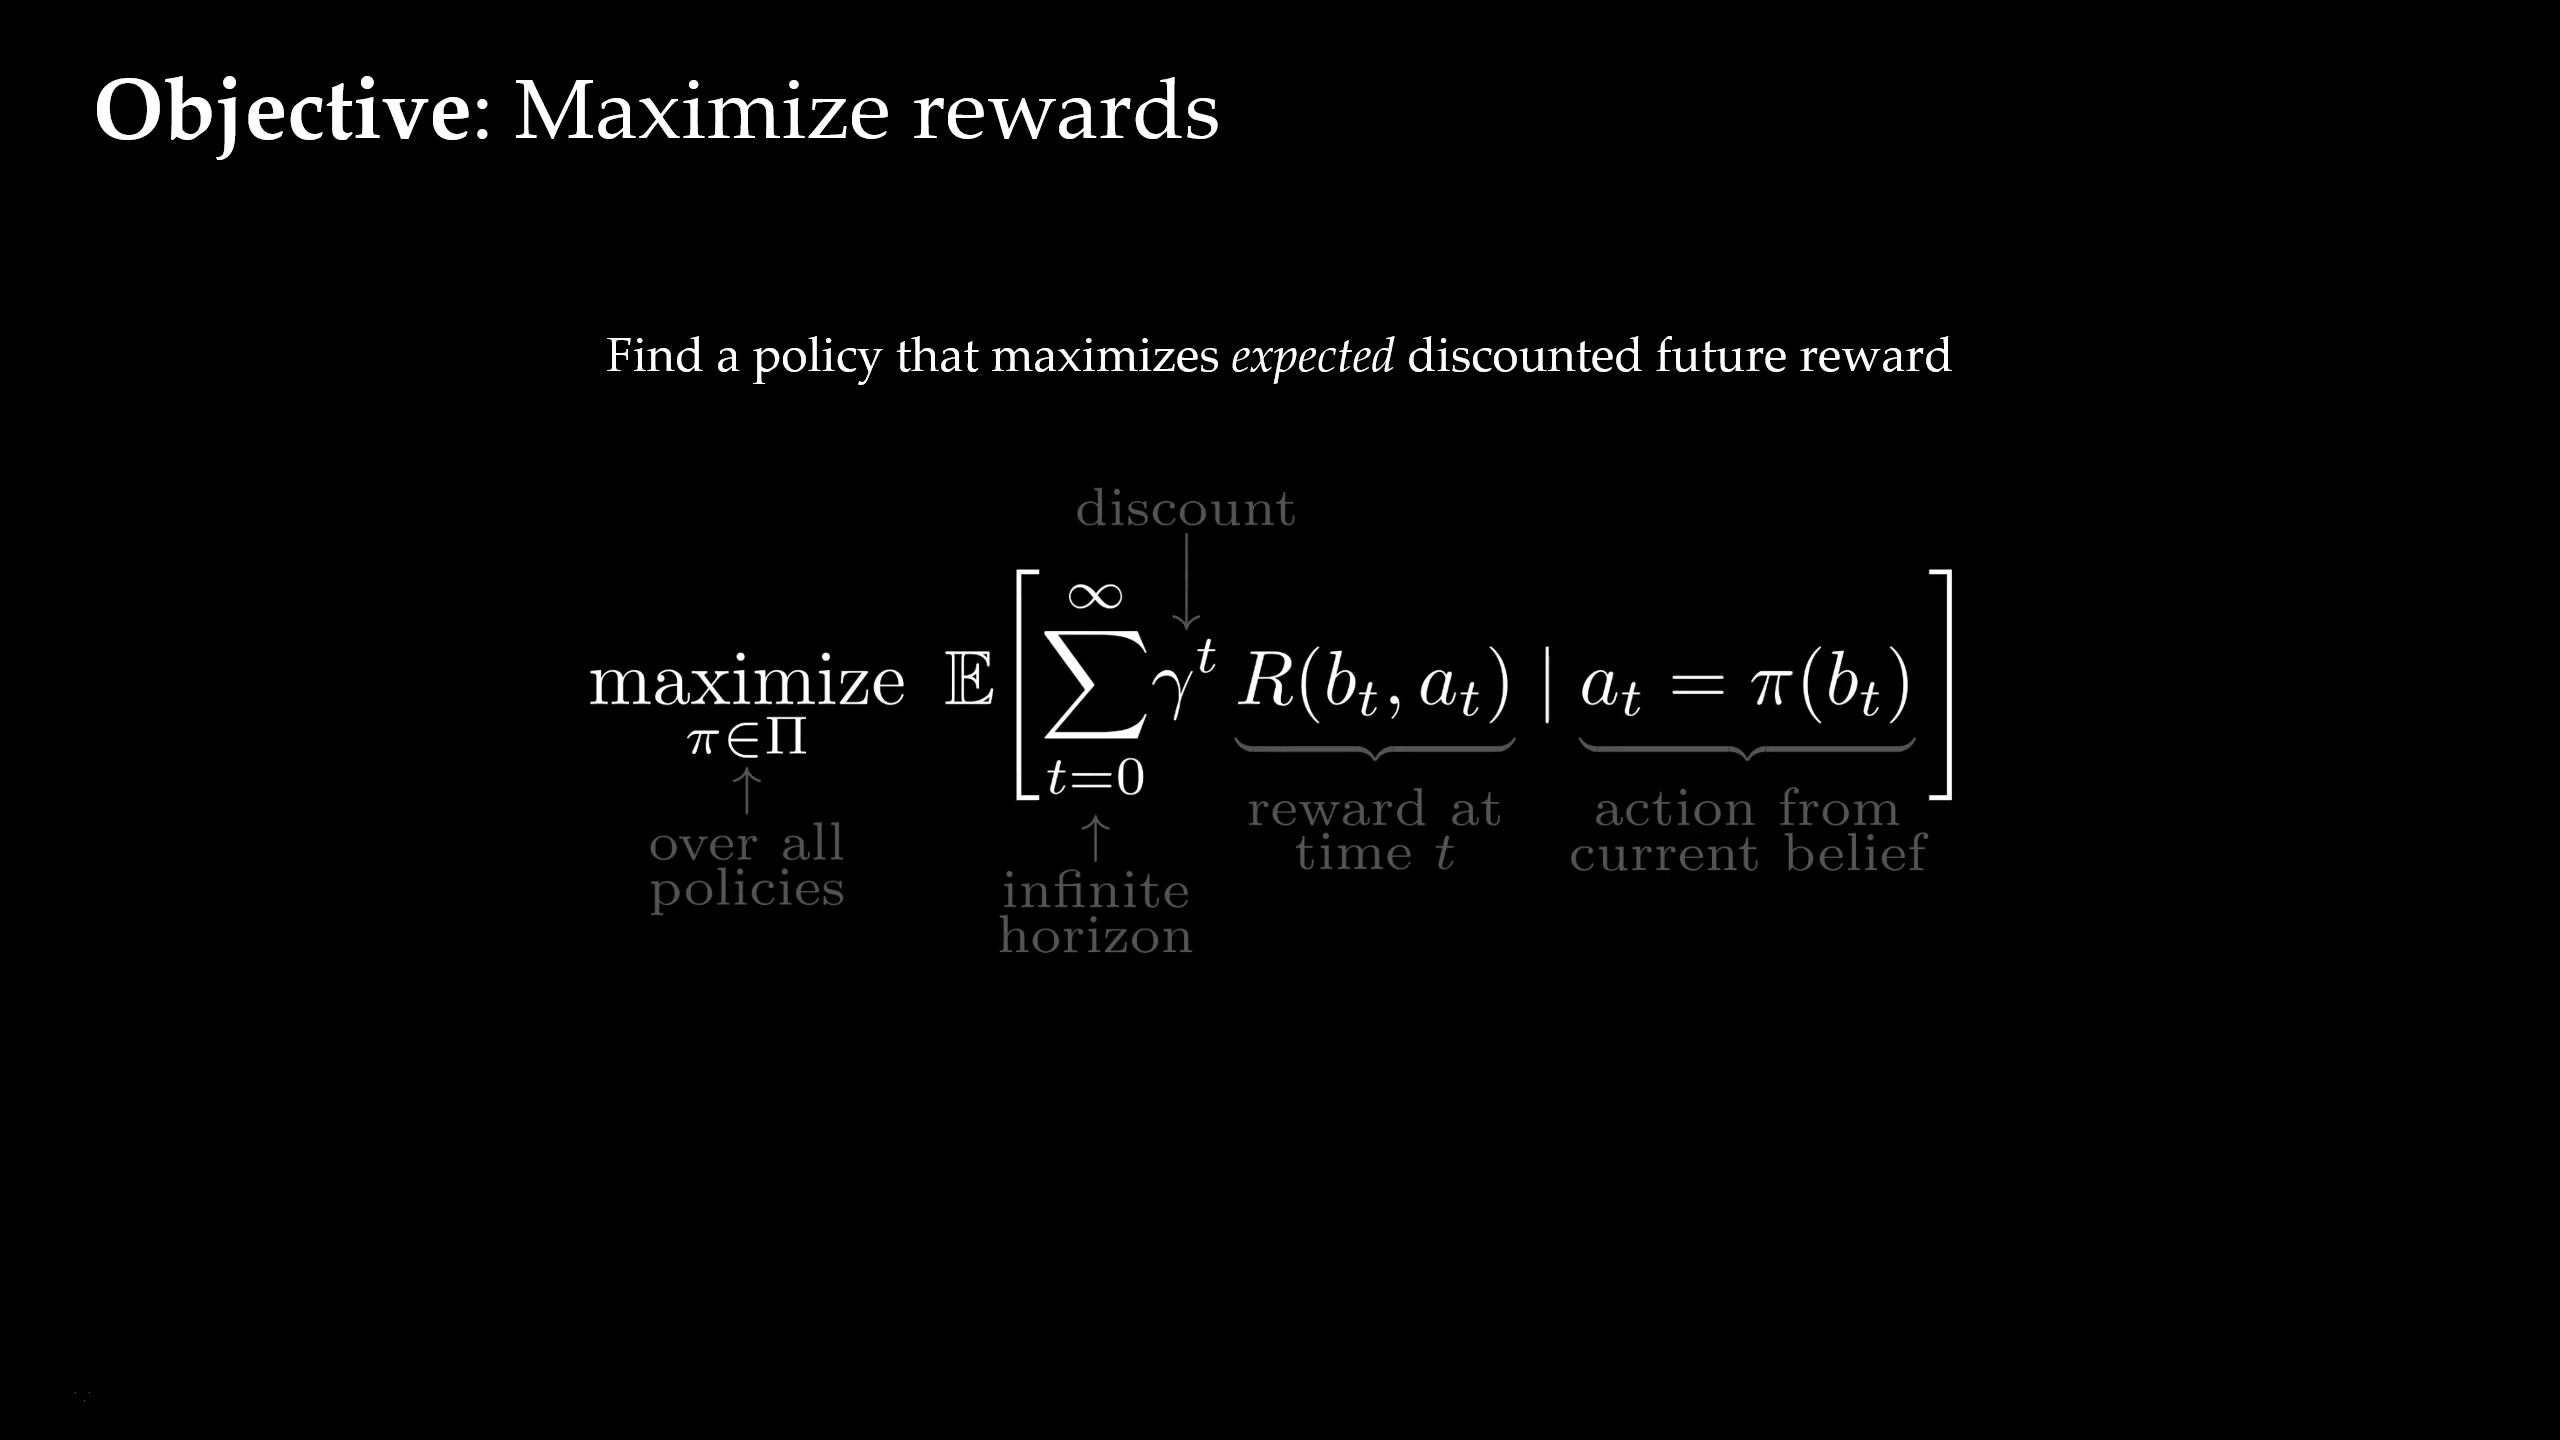 Objective: Maximize rewards
Find a policy that maximizes expected discounted future reward
discount
maximize 𝔼[∑ γ^t R(b_t, a_t) | a_t = π(b_t)]
∞
t=0
π∈Π
over all
policies
infinite
horizon
reward at
time t
action from
current belief